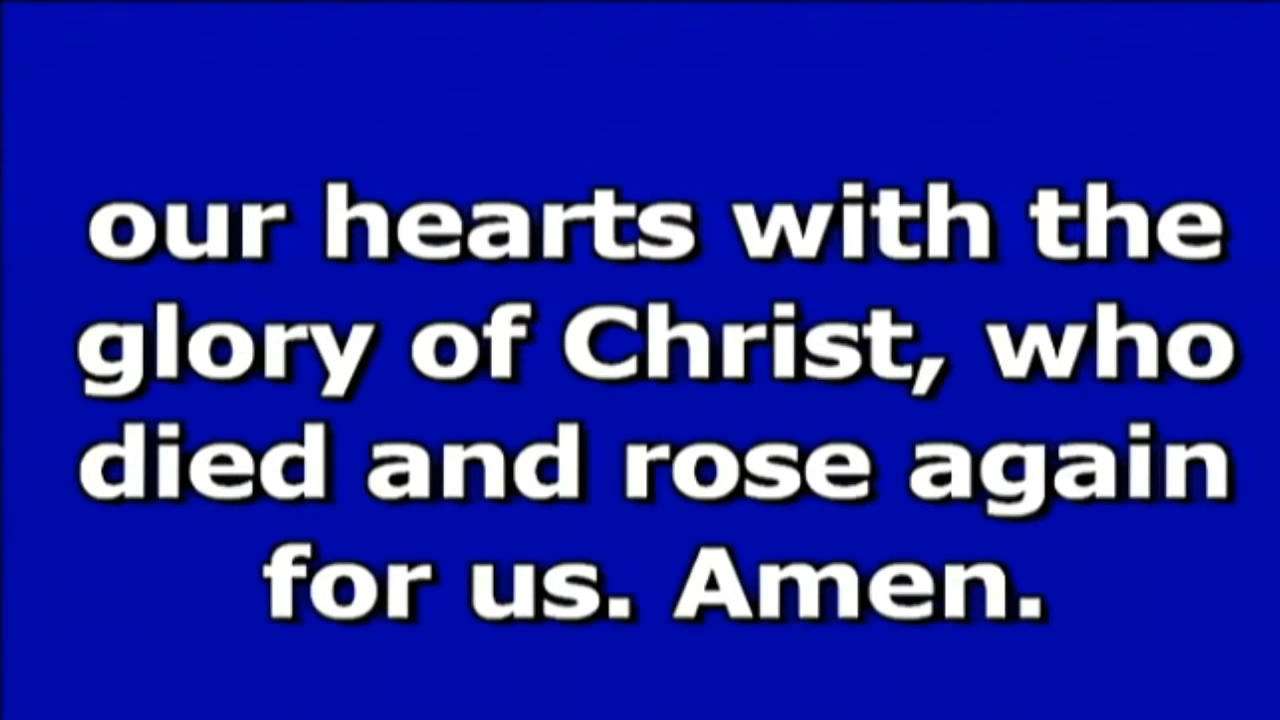 our hearts with the
glory of Christ, who
died and rose again
for us. Amen.